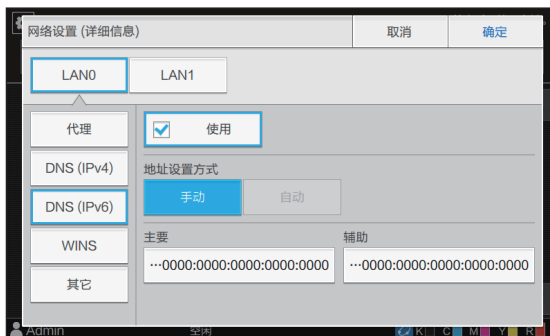 网络设置 (详细信息)
取消
确定
LAN0
LAN1
代理
使用
DNS (IPv4)
地址设置方式
DNS (IPv6)
手动
自动
WINS
主要
辅助
···0000:0000:0000:0000:0000
···0000:0000:0000:0000:0000
其它
Admin
空闲
K
C
M
Y
R